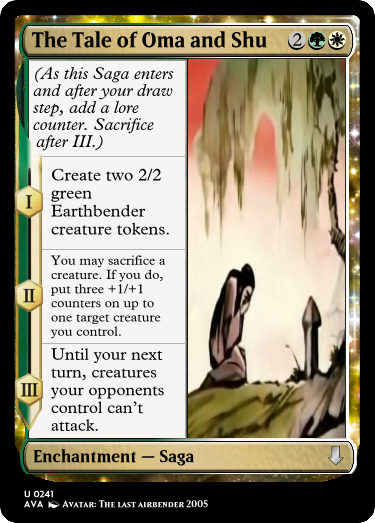 The Tale of Oma and Shu 2
(As this Saga enters
and after your draw
step, add a lore
counter. Sacrifice
after III.)
I
Create two 2/2
green
Earthbender
creature tokens.
II
You may sacrifice a
creature. If you do,
put three +1/+1
counters on up to
one target creature
you control.
III
Until your next
turn, creatures
your opponents
control can't
attack.
Enchantment — Saga
U 0241
AVA Avatar: The last airbender 2005